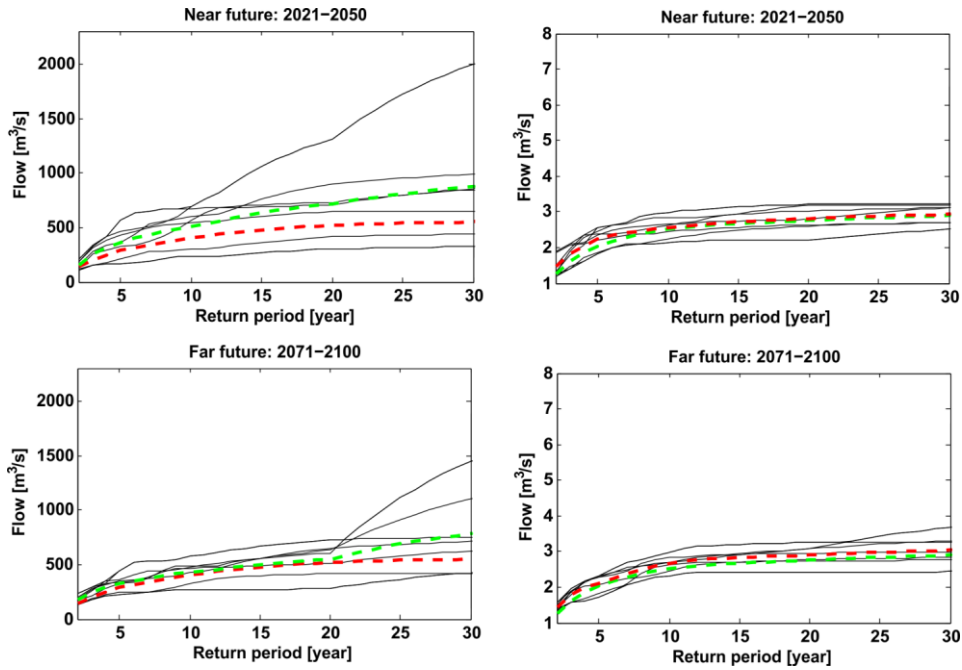 Near future: 2021−2050
Flow [m³/s]
2000
1500
1000
500
0
5 10 15 20 25 30
Return period [year]
Near future: 2021−2050
Flow [m³/s]
8
7
6
5
4
3
2
1
5 10 15 20 25 30
Return period [year]
Far future: 2071−2100
Flow [m³/s]
2000
1500
1000
500
0
5 10 15 20 25 30
Return period [year]
Far future: 2071−2100
Flow [m³/s]
8
7
6
5
4
3
2
1
5 10 15 20 25 30
Return period [year]